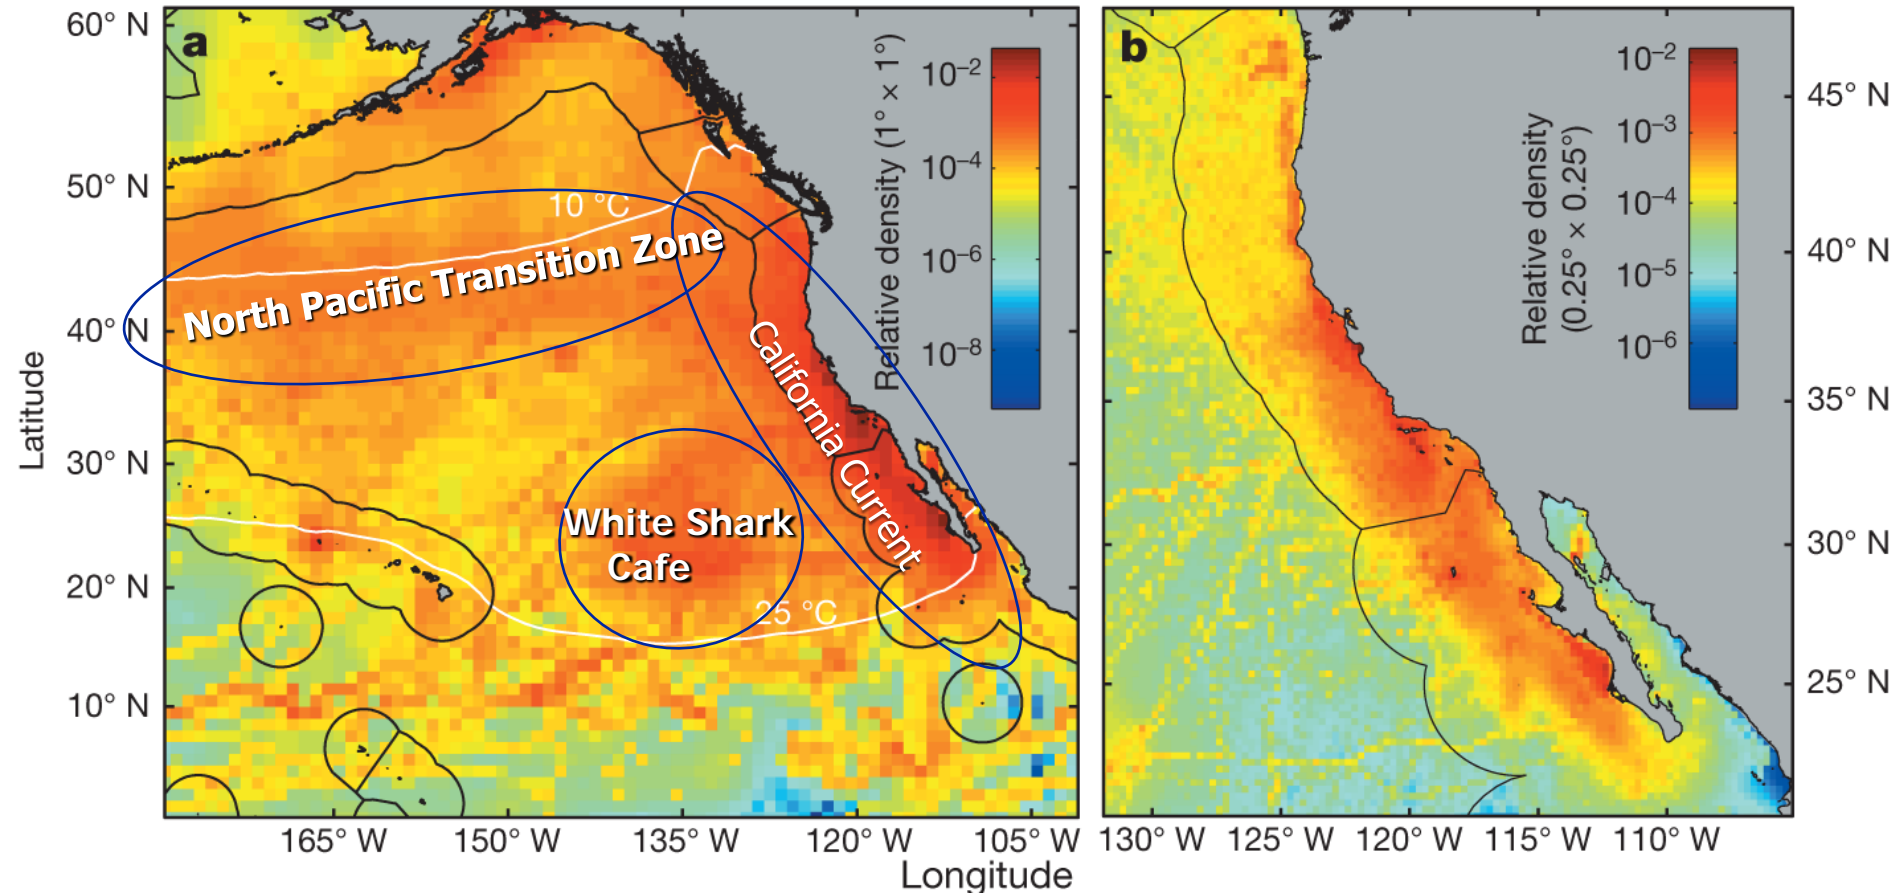 a
60° N
50° N
40° N
30° N
20° N
10° N
Latitude
165° W
150° W
135° W
120° W
105° W
Longitude
10 °C
North Pacific Transition Zone
California Current
White Shark
Cafe
25 °C
Relative density (1° × 1°)
10–2
10–4
10–6
10–8
b
Relative density
(0.25° × 0.25°)
10–2
10–3
10–4
10–5
10–6
45° N
40° N
35° N
30° N
25° N
130° W
125° W
120° W
115° W
110° W